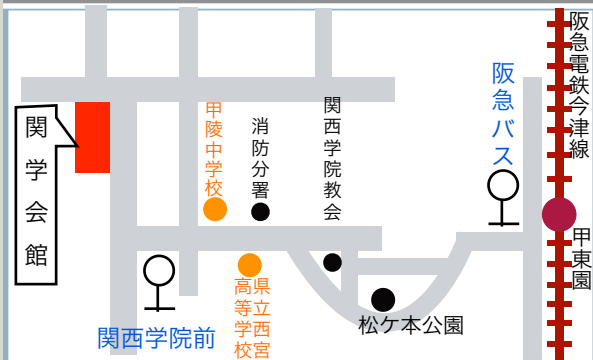 関学会館
甲陵中学校
消防分署
関西学院教会
阪急バス
阪急電鉄今津線
甲東園
関西学院前
県立西宮
高等学校
松ケ本公園